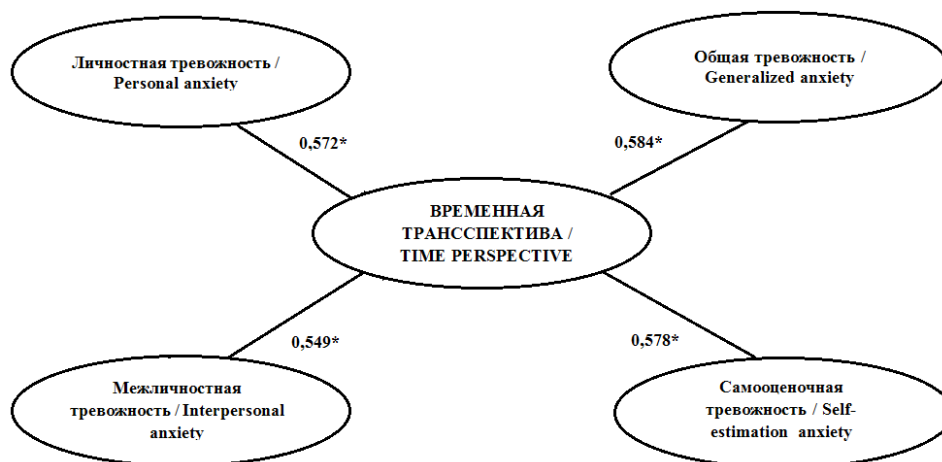 Личностная тревожность /
Personal anxiety
Общая тревожность /
Generalized anxiety
0,572*
0,584*
ВРЕМЕННАЯ
ТРАНССПЕКТИВА /
TIME PERSPECTIVE
0,549*
0,578*
Межличностная
тревожность / Interpersonal
anxiety
Самооценочная
тревожность / Self-
estimation anxiety